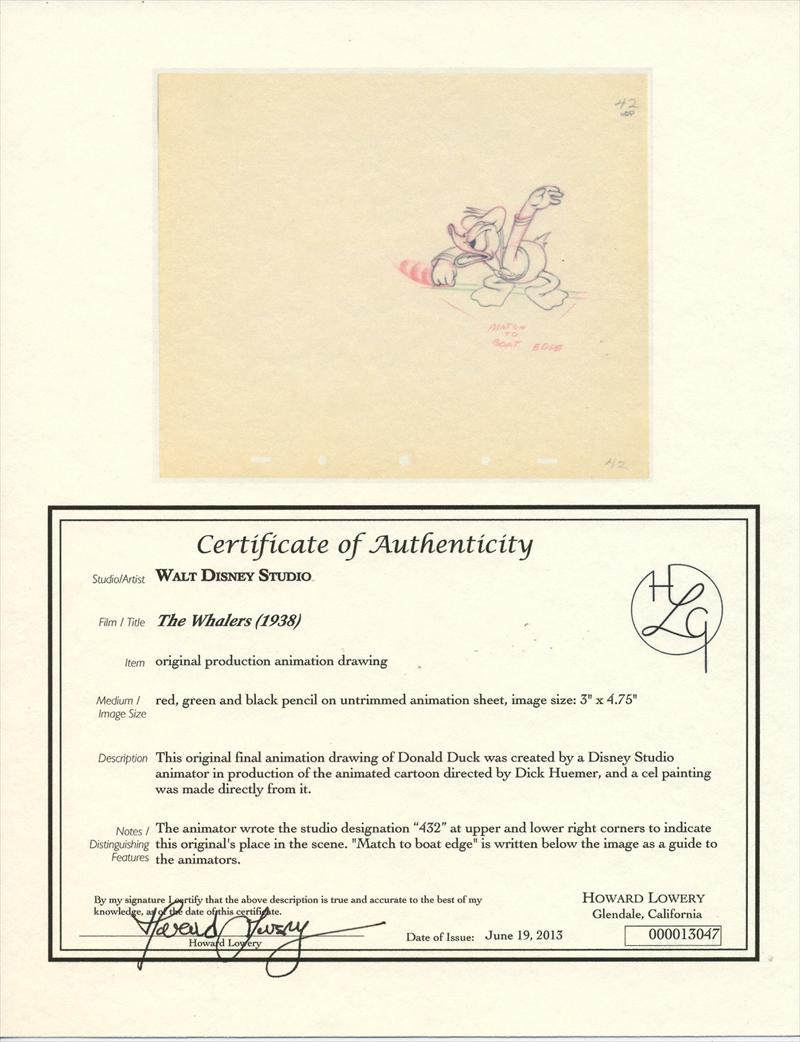 42
MATCH
TO
BOAT EDGE
42
Certificate of Authenticity
Studio/Artist WALT DISNEY STUDIO
HLG
Film / Title The Whalers (1938)
Item original production animation drawing
Medium / Image Size red, green and black pencil on untrimmed animation sheet, image size: 3" x 4.75"
Description This original final animation drawing of Donald Duck was created by a Disney Studio
animator in production of the animated cartoon directed by Dick Huemer, and a cel painting
was made directly from it.
Notes / Distinguishing Features The animator wrote the studio designation “432” at upper and lower right corners to indicate
this original's place in the scene. "Match to boat edge" is written below the image as a guide to
the animators.
By my signature I certify that the above description is true and accurate to the best of my
knowledge, as of the date of this certificate.
Howard Lowery
Howard Lowery
Date of Issue: June 19, 2013
HOWARD LOWERY
Glendale, California
000013047